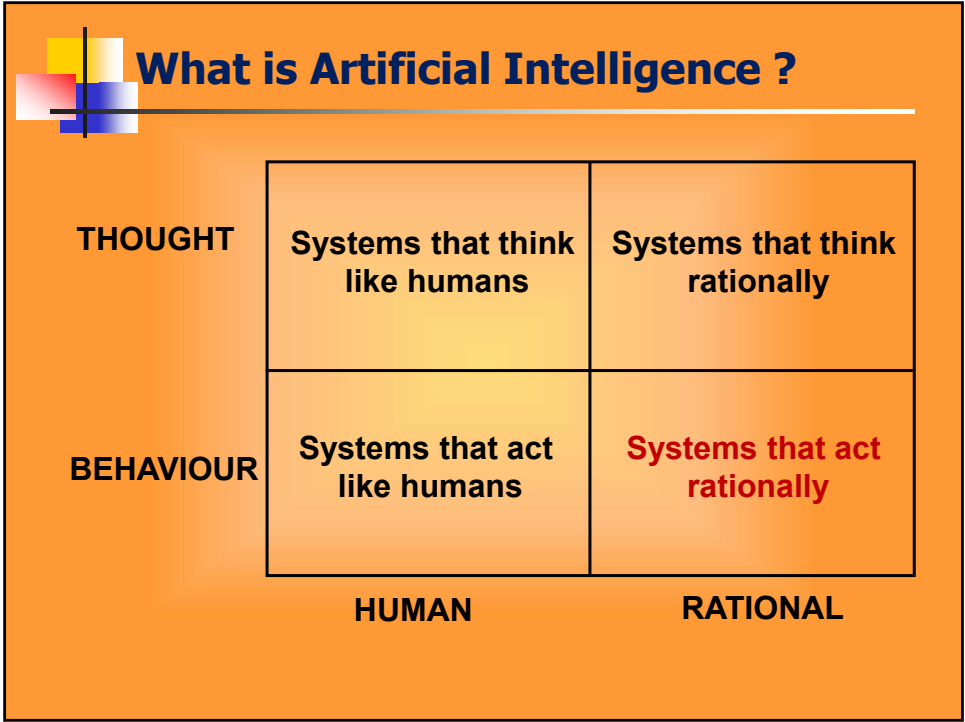 What is Artificial Intelligence ?
THOUGHT
Systems that think
like humans
Systems that think
rationally
BEHAVIOUR
Systems that act
like humans
Systems that act
rationally
HUMAN
RATIONAL